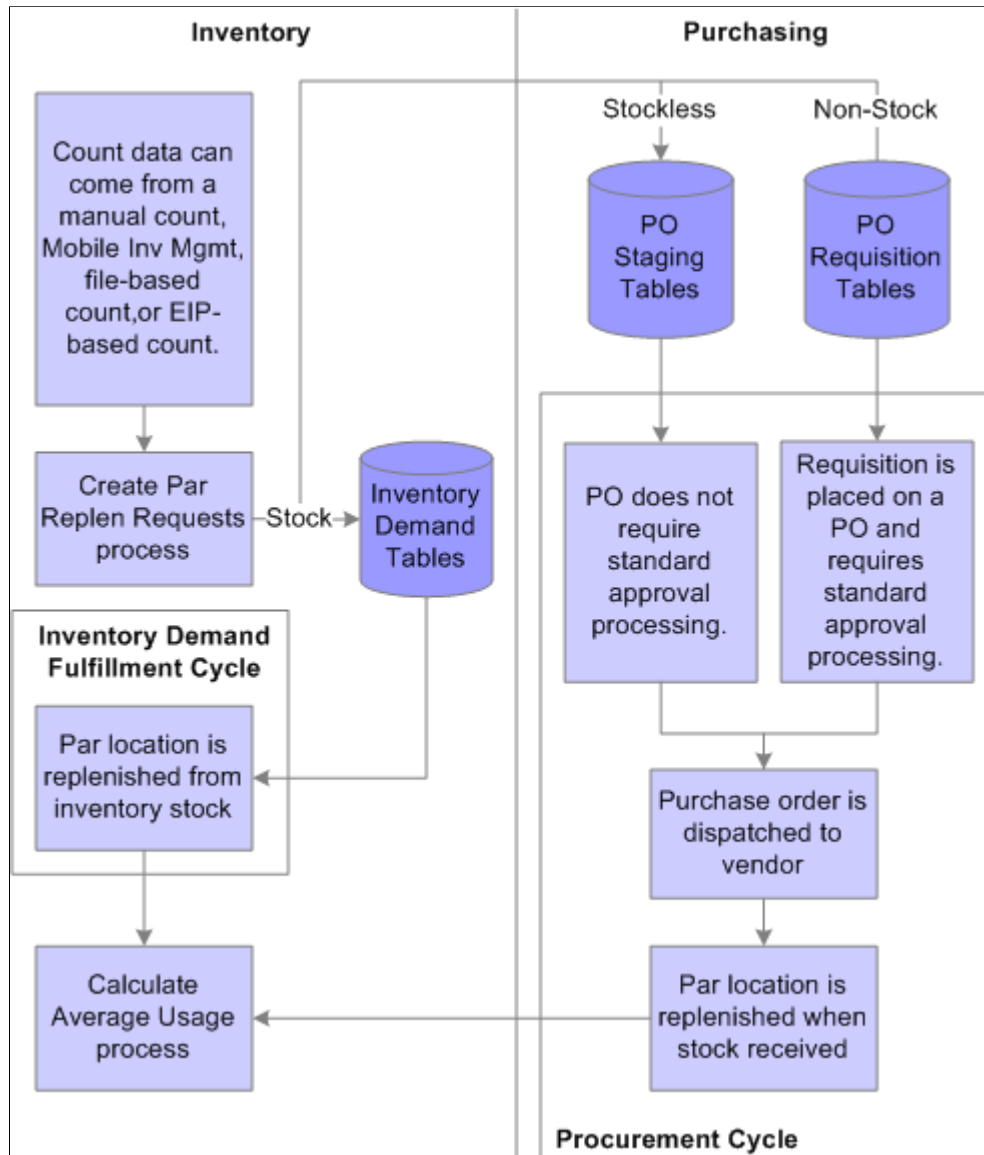 Inventory
Purchasing
Stockless
Non-Stock
Count data can
come from a
manual count,
Mobile Inv Mgmt,
file-based
count,or EIP-
based count.
PO
Staging
Tables
PO
Requisition
Tables
Create Par
Replen Requests
process
Stock
Inventory
Demand
Tables
PO does not
require
standard
approval
processing.
Requisition is
placed on a
PO and
requires
standard
approval
processing.
Inventory Demand
Fulfillment Cycle
Par location is
replenished from
inventory stock
Purchase order is
dispatched to
vendor
Calculate
Average Usage
process
Par location is
replenished when
stock received
Procurement Cycle